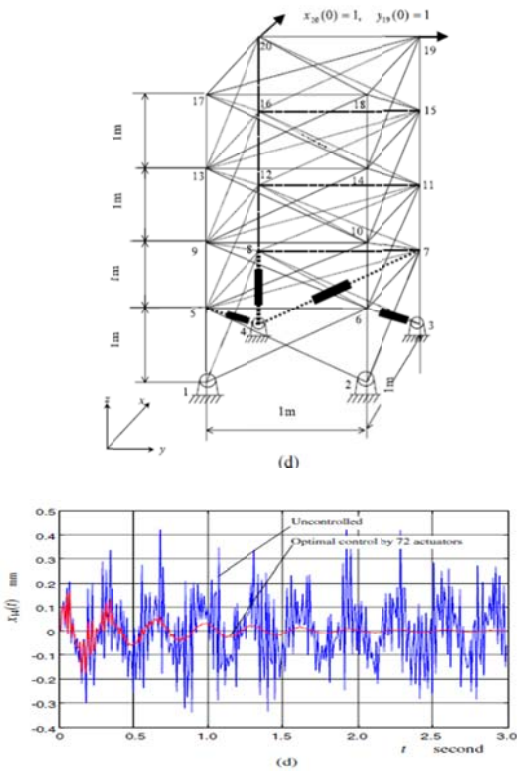 x₂₀(0) = 1, y₁₉(0) = 1
20
19
17
16
18
15
1m
13
12
14
11
1m
9
10
8
7
1m
5
4
6
3
1m
1
2
1m
1m
z
x
y
(d)
0.5
0.4
0.3
0.2
0.1
0
-0.1
-0.2
-0.3
-0.4
mm
Uncontrolled
Optimal control by 72 actuators
0.0
0.5
1.0
1.5
2.0
2.5
3.0
t second
(d)